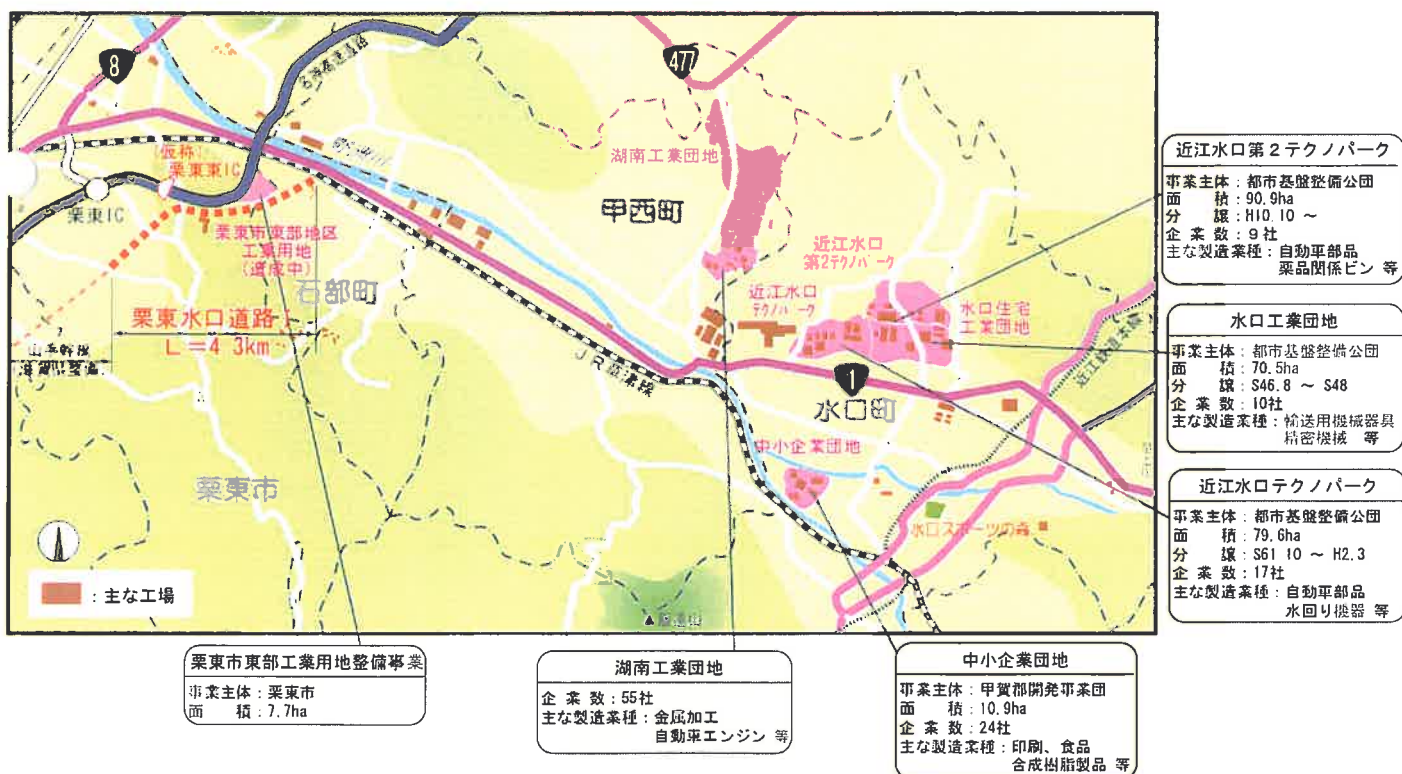 8
477
名神高速道路
(仮称)
栗東東IC
栗東IC
湖南工業団地
甲西町
栗東市東部地区
工業用地
(造成中)
石部町
近江水口
第2テクノパーク
近江水口
テクノパーク
水口住宅
工業団地
栗東水口道路
L=4.3km
JR草津線
近江鉄道本線
1
水口町
中小企業団地
栗東市
水口スポーツの森
:主な工場
近江水口第2テクノパーク
事業主体:都市基盤整備公団
面 積:90.9ha
分 譲:H10.10 ~
企業数:9社
主な製造業種:自動車部品
薬品関係ビン 等
水口工業団地
事業主体:都市基盤整備公団
面 積:70.5ha
分 譲:S46.8 ~ S48
企業数:10社
主な製造業種:輸送用機械器具
精密機械 等
近江水口テクノパーク
事業主体:都市基盤整備公団
面 積:79.6ha
分 譲:S61.10 ~ H2.3
企業数:17社
主な製造業種:自動車部品
水回り機器 等
栗東市東部工業用地整備事業
事業主体:栗東市
面 積:7.7ha
湖南工業団地
企業数:55社
主な製造業種:金属加工
自動車エンジン 等
中小企業団地
事業主体:甲賀郡開発事業団
面 積:10.9ha
企業数:24社
主な製造業種:印刷、食品
合成樹脂製品 等